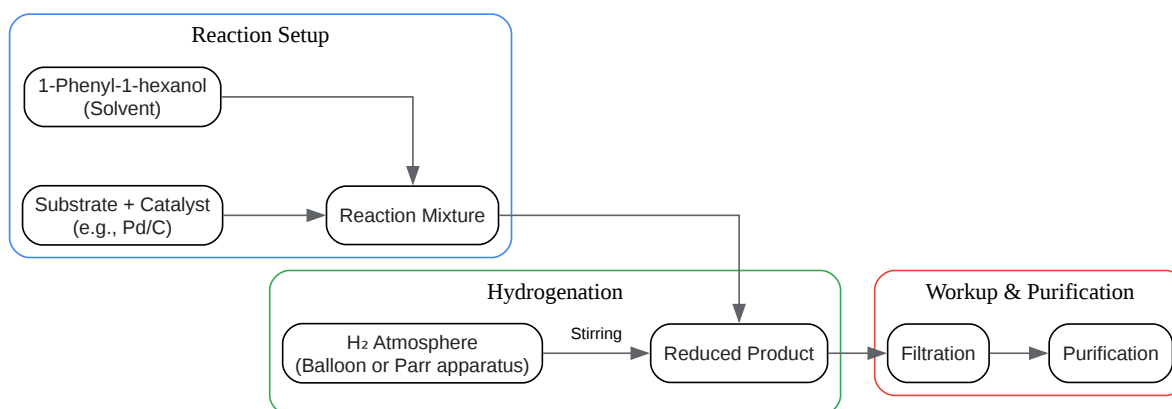 Reaction Setup
1-Phenyl-1-hexanol
(Solvent)
Substrate + Catalyst
(e.g., Pd/C)
Reaction Mixture
Hydrogenation
H₂ Atmosphere
(Balloon or Parr apparatus)
Stirring
Reduced Product
Workup & Purification
Filtration
Purification